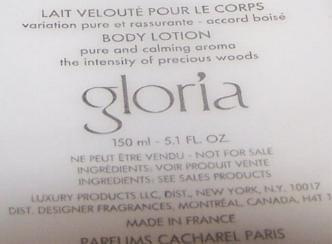 LAIT VELOUTÉ POUR LE CORPS
variation pure et rassurante - accord boisé
BODY LOTION
pure and calming aroma
the intensity of precious woods
gloria
150 ml - 5.1 FL. OZ.
NE PEUT ÊTRE VENDU - NOT FOR SALE
INGRÉDIENTS: VOIR PRODUIT VENTE
INGREDIENTS: SEE SALES PRODUCTS
LUXURY PRODUCTS LLC, DIST., NEW YORK, N.Y. 10017
DIST. DESIGNER FRAGRANCES, MONTRÉAL, CANADA, H4T 1
MADE IN FRANCE
PARFUMS CACHAREL PARIS